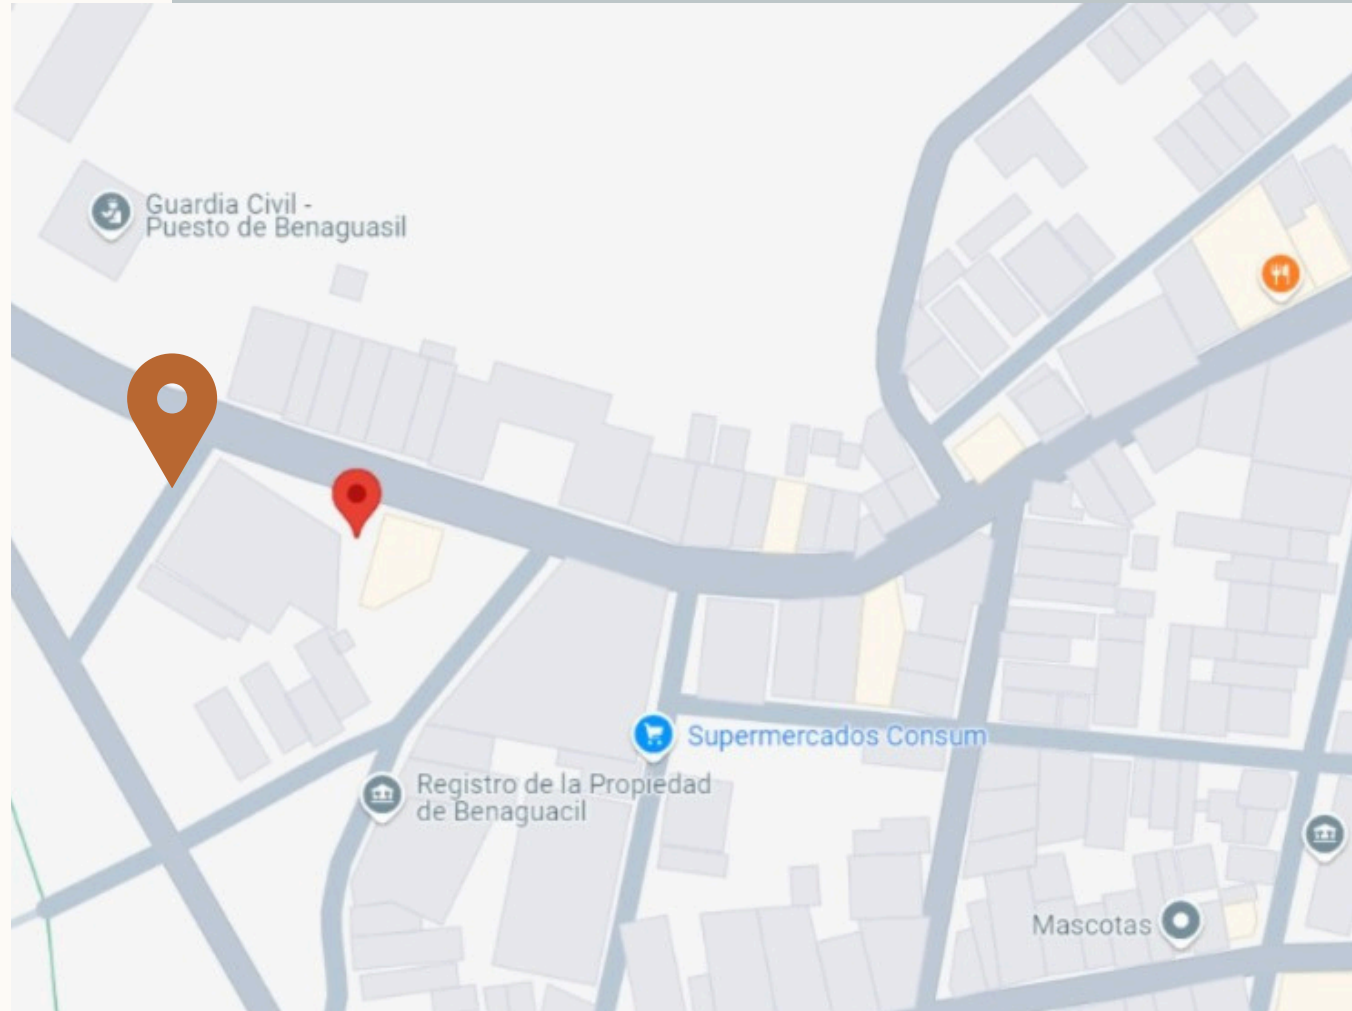 Guardia Civil -
Puesto de Benaguasil
Supermercados Consum
Registro de la Propiedad
de Benaguacil
Mascotas